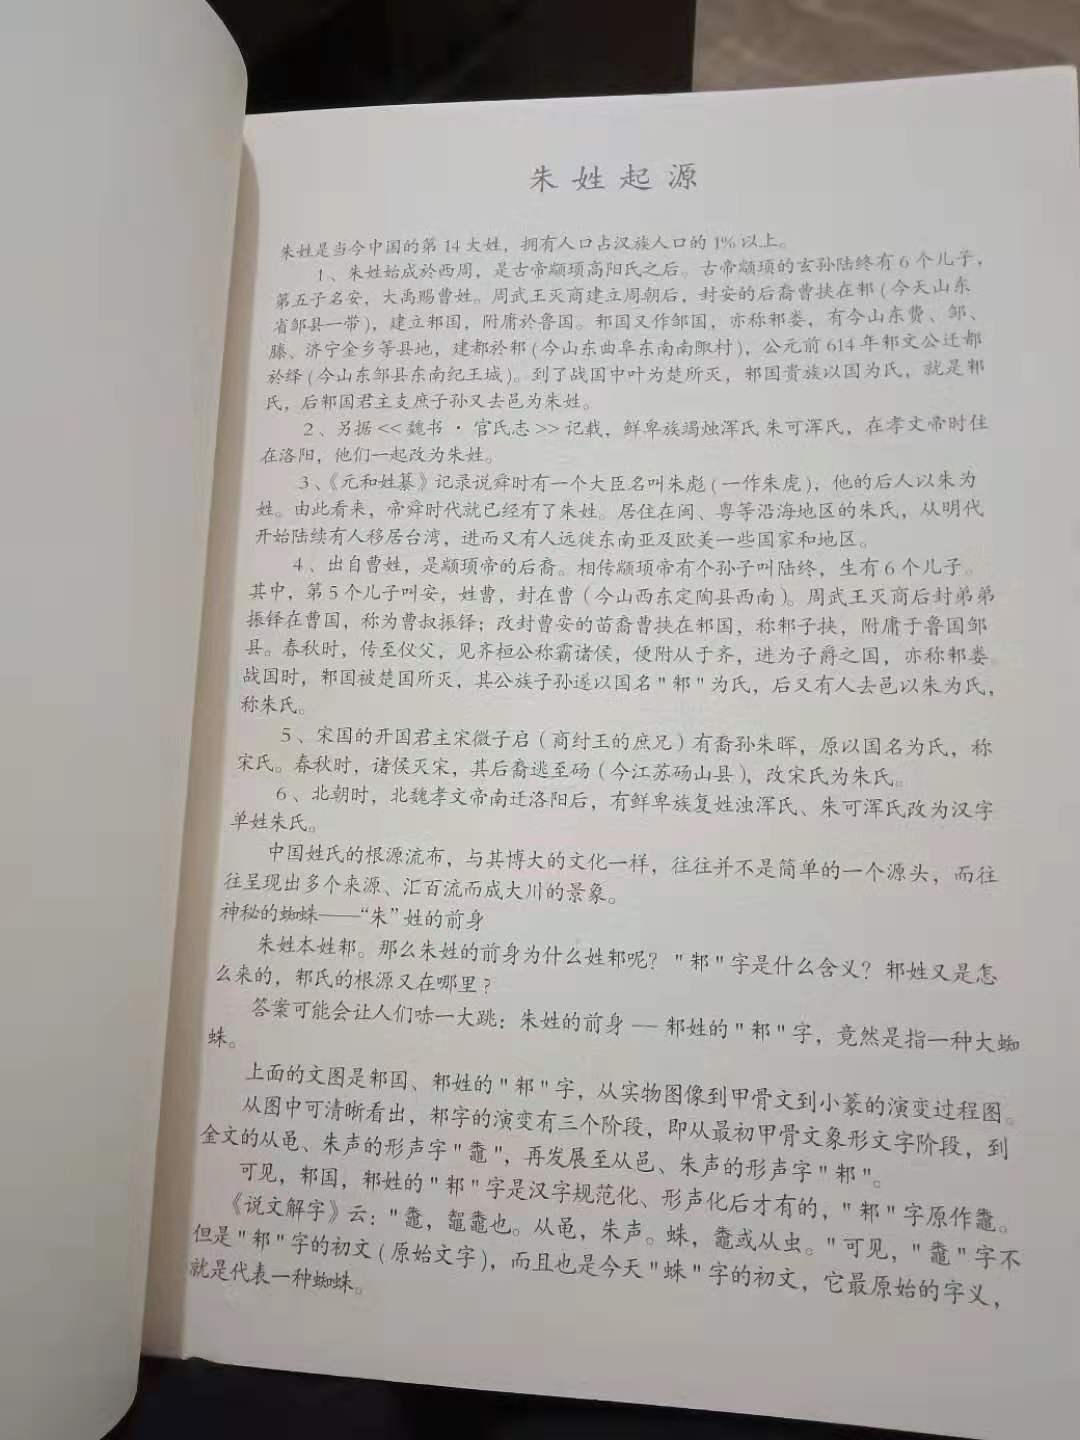 朱姓起源
朱姓是当今中国的第14大姓，拥有人口占汉族人口的1%以上。
1、朱姓始成於西周，是古帝颛顼高阳氏之后。古帝颛顼的玄孙陆终有6个儿子，
第五子名安，大禹赐曹姓。周武王灭商建立周朝后，封安的后裔曹挟在邾(今天山东
省邹县一带)，建立邾国，附庸於鲁国。邾国又作邹国，亦称邾娄，有今山东费、邹、
滕、济宁金乡等县地，建都於邾(今山东曲阜东南南陬村)，公元前614年邾文公迁都
於绎(今山东邹县东南纪王城)。到了战国中叶为楚所灭，邾国贵族以国为氏，就是邾
氏，后邾国君主支庶子孙又去邑为朱姓。
2、另据<<魏书·官氏志>>记载，鲜卑族竭烛浑氏 朱可浑氏，在孝文帝时住
在洛阳，他们一起改为朱姓。
3、《元和姓纂》记录说舜时有一个大臣名叫朱彪(一作朱虎)，他的后人以朱为
姓。由此看来，帝舜时代就已经有了朱姓。居住在闽、粤等沿海地区的朱氏，从明代
开始陆续有人移居台湾，进而又有人远徙东南亚及欧美一些国家和地区。
4、出自曹姓，是颛顼帝的后裔。相传颛顼帝有个孙子叫陆终，生有6个儿子。
其中，第5个儿子叫安，姓曹，封在曹（今山西东定陶县西南）。周武王灭商后封弟弟
振铎在曹国，称为曹叔振铎；改封曹安的苗裔曹挟在邾国，称邾子挟，附庸于鲁国邹
县。春秋时，传至仪父，见齐桓公称霸诸侯，便附从于齐，进为子爵之国，亦称邾娄。
战国时，邾国被楚国所灭，其公族子孙遂以国名"邾"为氏，后又有人去邑以朱为氏，
称朱氏。
5、宋国的开国君主宋微子启（商纣王的庶兄）有裔孙朱晖，原以国名为氏，称
宋氏。春秋时，诸侯灭宋，其后裔逃至砀（今江苏砀山县），改宋氏为朱氏。
6、北朝时，北魏孝文帝南迁洛阳后，有鲜卑族复姓浊浑氏、朱可浑氏改为汉字
单姓朱氏。
中国姓氏的根源流布，与其博大的文化一样，往往并不是简单的一个源头，而往
往呈现出多个来源、汇百流而成大川的景象。
神秘的蜘蛛——“朱”姓的前身
朱姓本姓邾。那么朱姓的前身为什么姓邾呢？"邾"字是什么含义？邾姓又是怎
么来的，邾氏的根源又在哪里？
答案可能会让人们哧一大跳：朱姓的前身 — 邾姓的"邾"字，竟然是指一种大蜘
蛛。
上面的文图是邾国、邾姓的"邾"字，从实物图像到甲骨文到小篆的演变过程图。
从图中可清晰看出，邾字的演变有三个阶段，即从最初甲骨文象形文字阶段，到
金文的从黾、朱声的形声字"鼄"，再发展至从邑、朱声的形声字"邾"。
可见，邾国，邾姓的"邾"字是汉字规范化、形声化后才有的，"邾"字原作鼄。
《说文解字》云："鼄，鼅鼄也。从黾，朱声。蛛，鼄或从虫。"可见，"鼄"字不
但是"邾"字的初文(原始文字)，而且也是今天"蛛"字的初文，它最原始的字义，
就是代表一种蜘蛛。